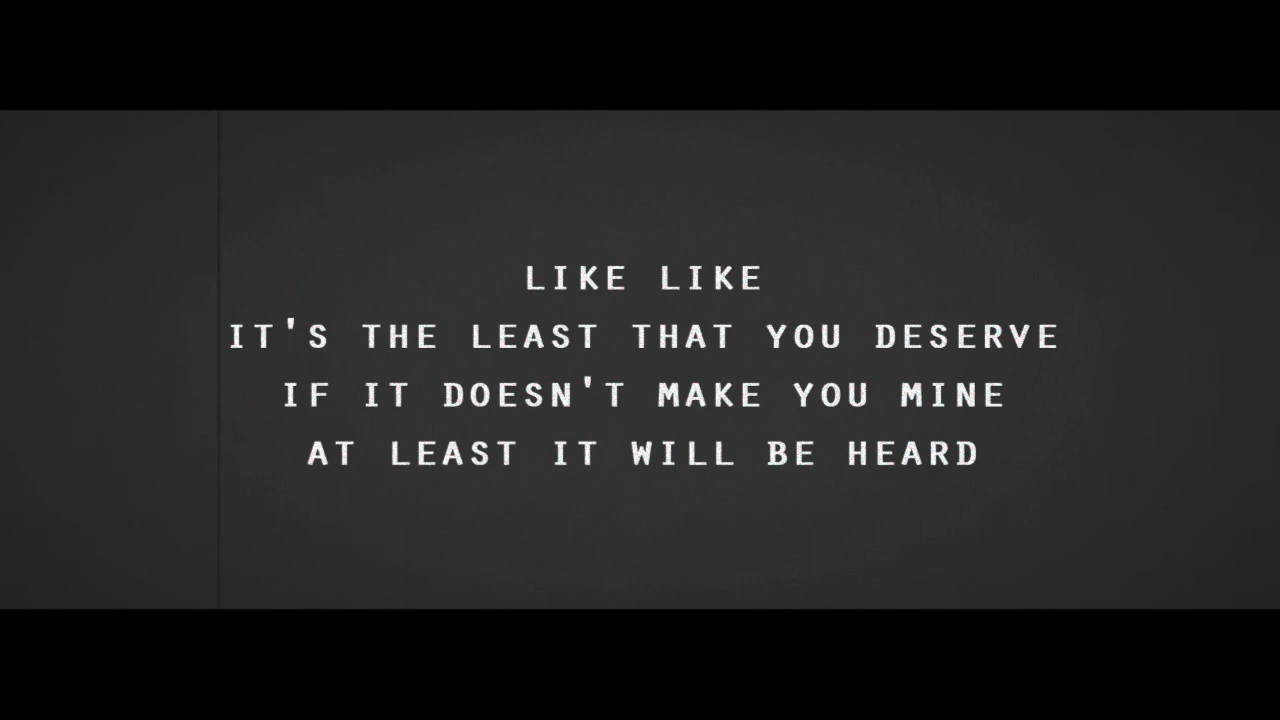 LIKE LIKE
IT'S THE LEAST THAT YOU DESERVE
IF IT DOESN'T MAKE YOU MINE
AT LEAST IT WILL BE HEARD